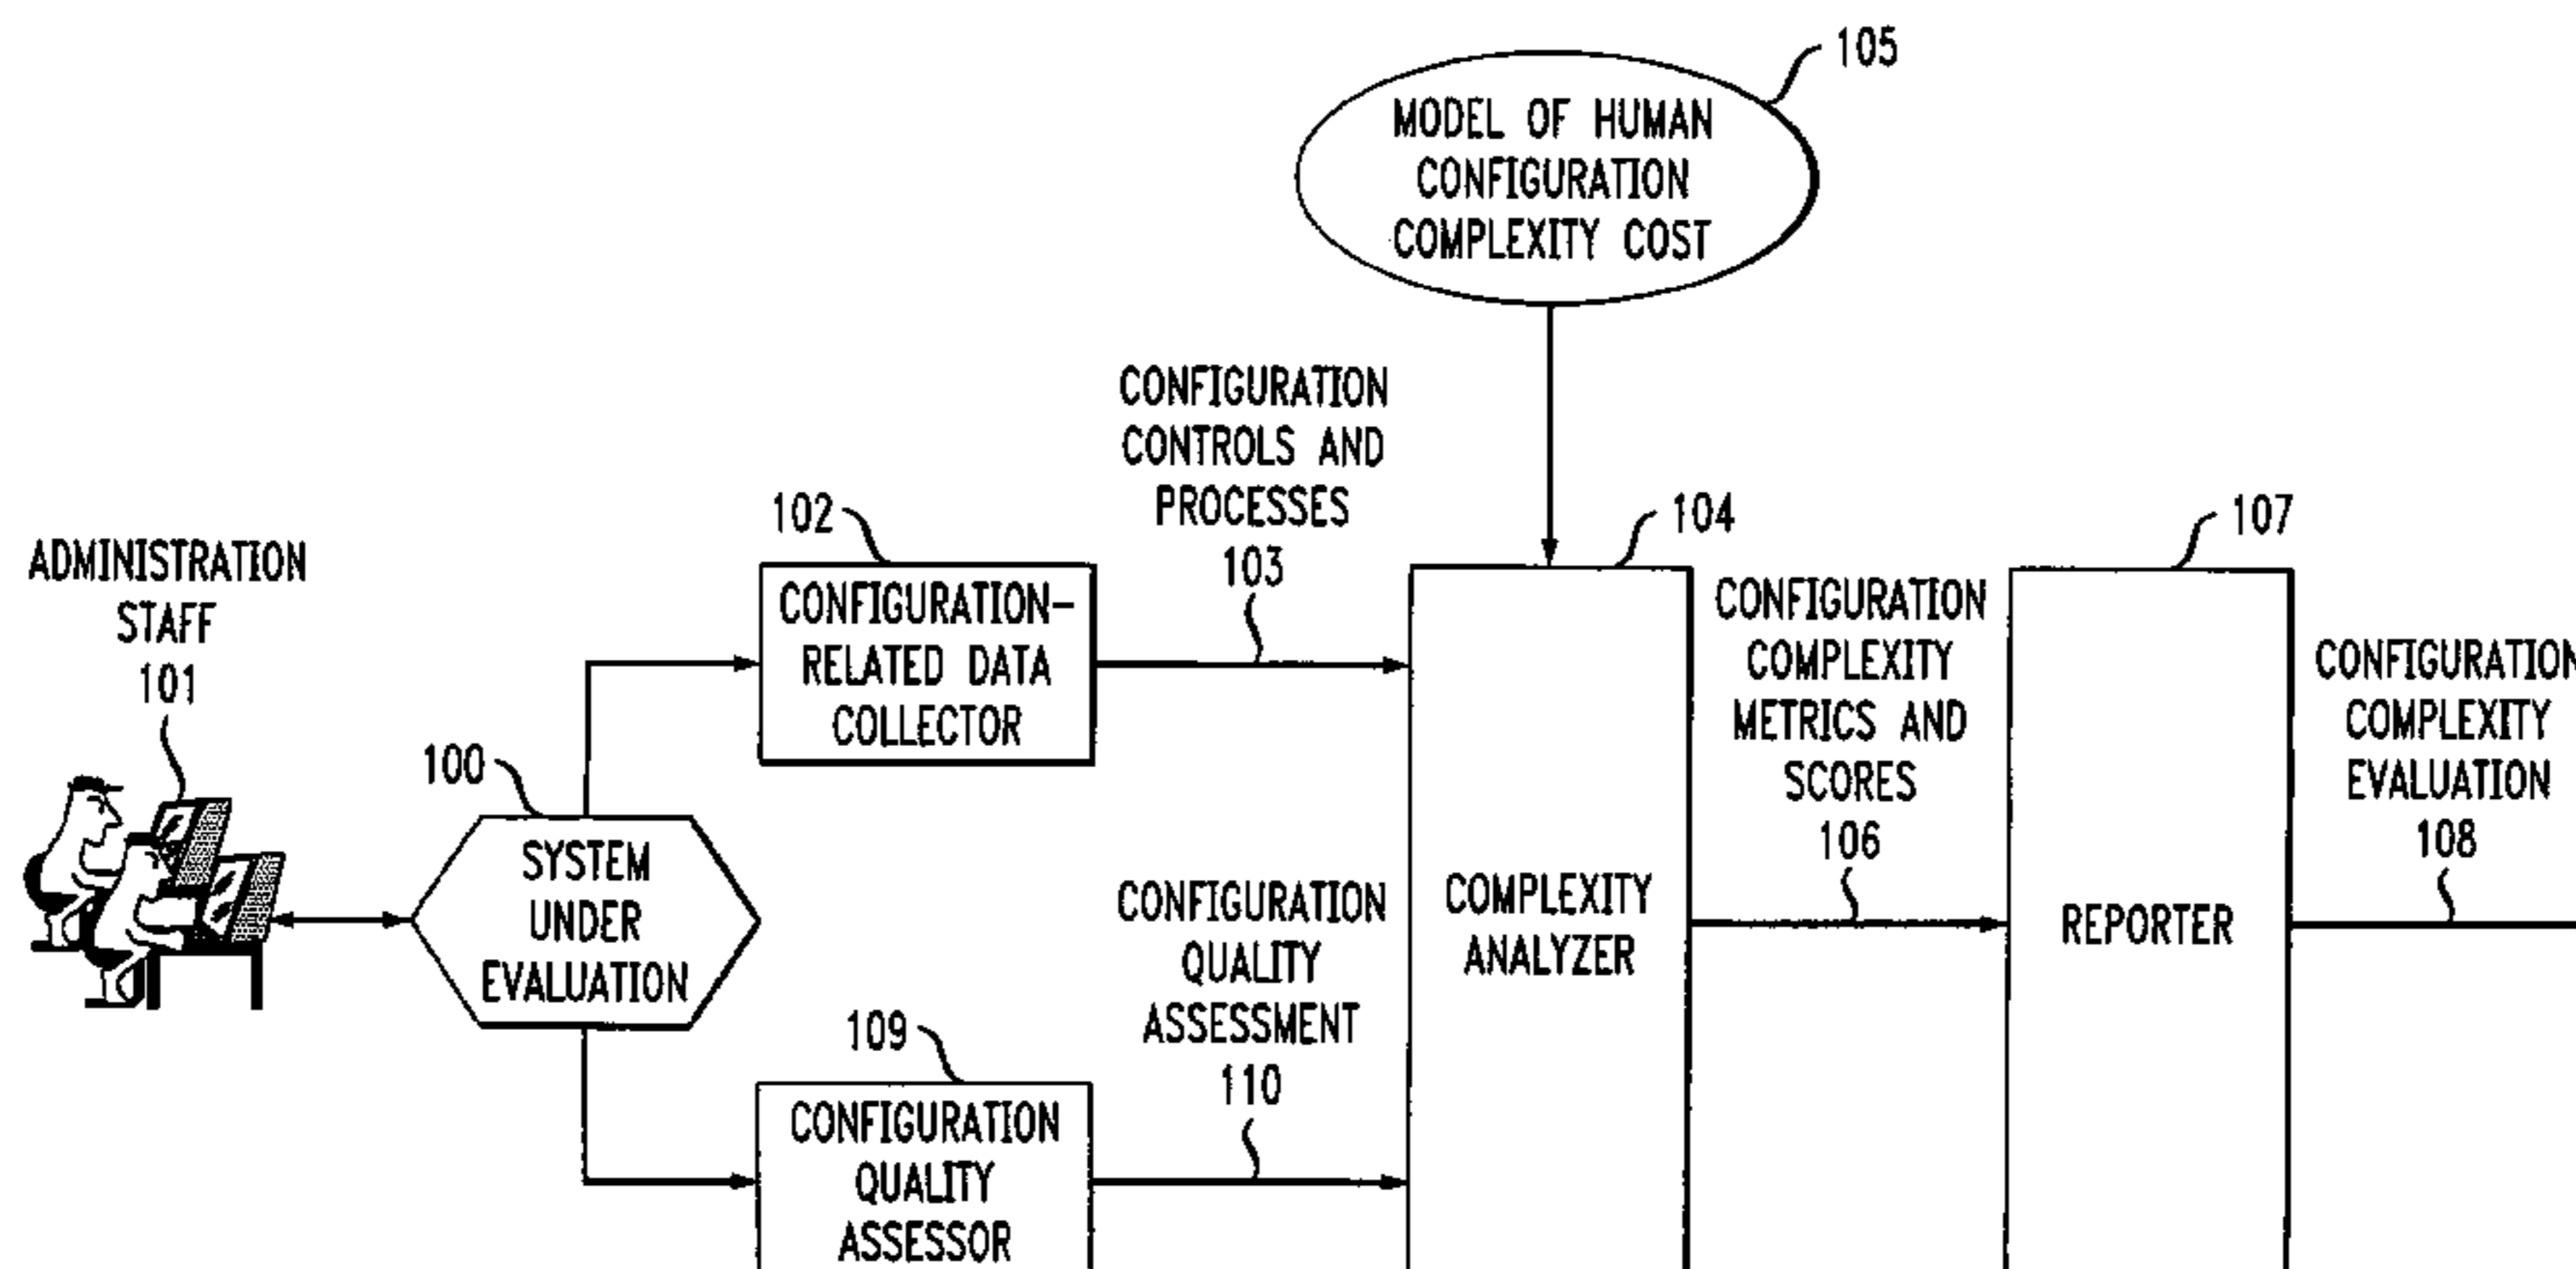 105
MODEL OF HUMAN
CONFIGURATION
COMPLEXITY COST
CONFIGURATION
CONTROLS AND
PROCESSES
103
102
CONFIGURATION-
RELATED DATA
COLLECTOR
ADMINISTRATION
STAFF
101
100
SYSTEM
UNDER
EVALUATION
109
CONFIGURATION
QUALITY
ASSESSOR
CONFIGURATION
QUALITY
ASSESSMENT
110
104
COMPLEXITY
ANALYZER
CONFIGURATION
COMPLEXITY
METRICS AND
SCORES
106
107
REPORTER
CONFIGURATION
COMPLEXITY
EVALUATION
108